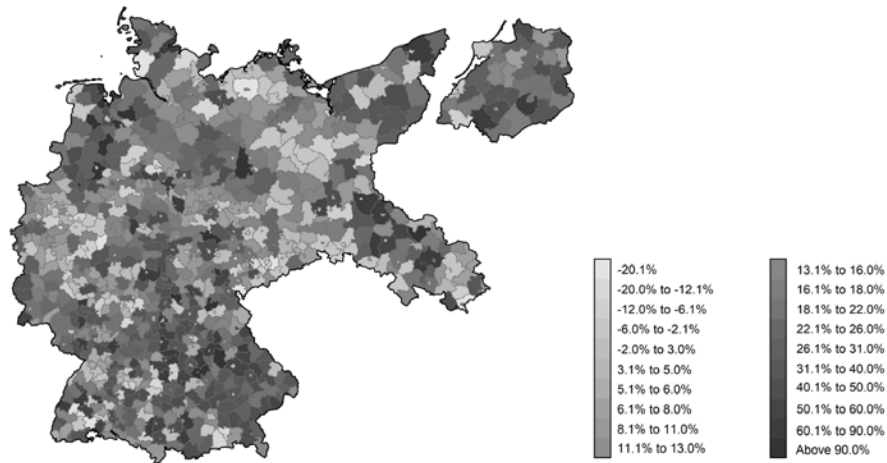 -20.1%
-20.0% to -12.1%
-12.0% to -6.1%
-6.0% to -2.1%
-2.0% to 3.0%
3.1% to 5.0%
5.1% to 6.0%
6.1% to 8.0%
8.1% to 11.0%
11.1% to 13.0%
13.1% to 16.0%
16.1% to 18.0%
18.1% to 22.0%
22.1% to 26.0%
26.1% to 31.0%
31.1% to 40.0%
40.1% to 50.0%
50.1% to 60.0%
60.1% to 90.0%
Above 90.0%